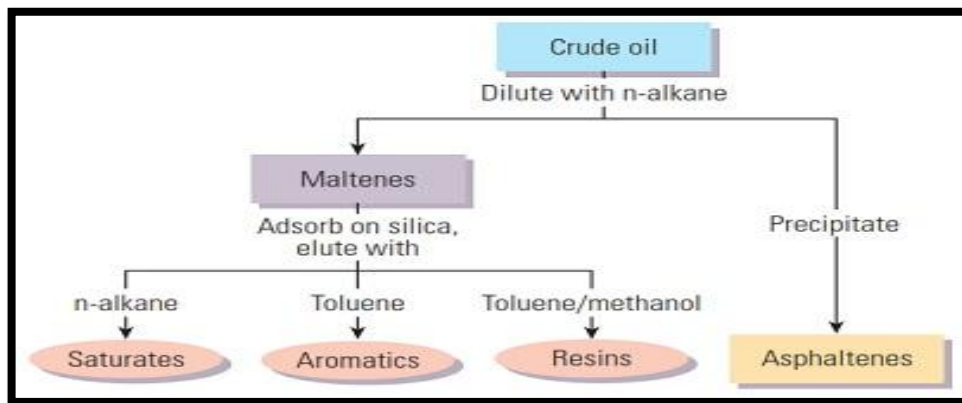 Crude oil
Dilute with n-alkane
Maltenes
Adsorb on silica,
elute with
Precipitate
n-alkane
Toluene
Toluene/methanol
Saturates
Aromatics
Resins
Asphaltenes